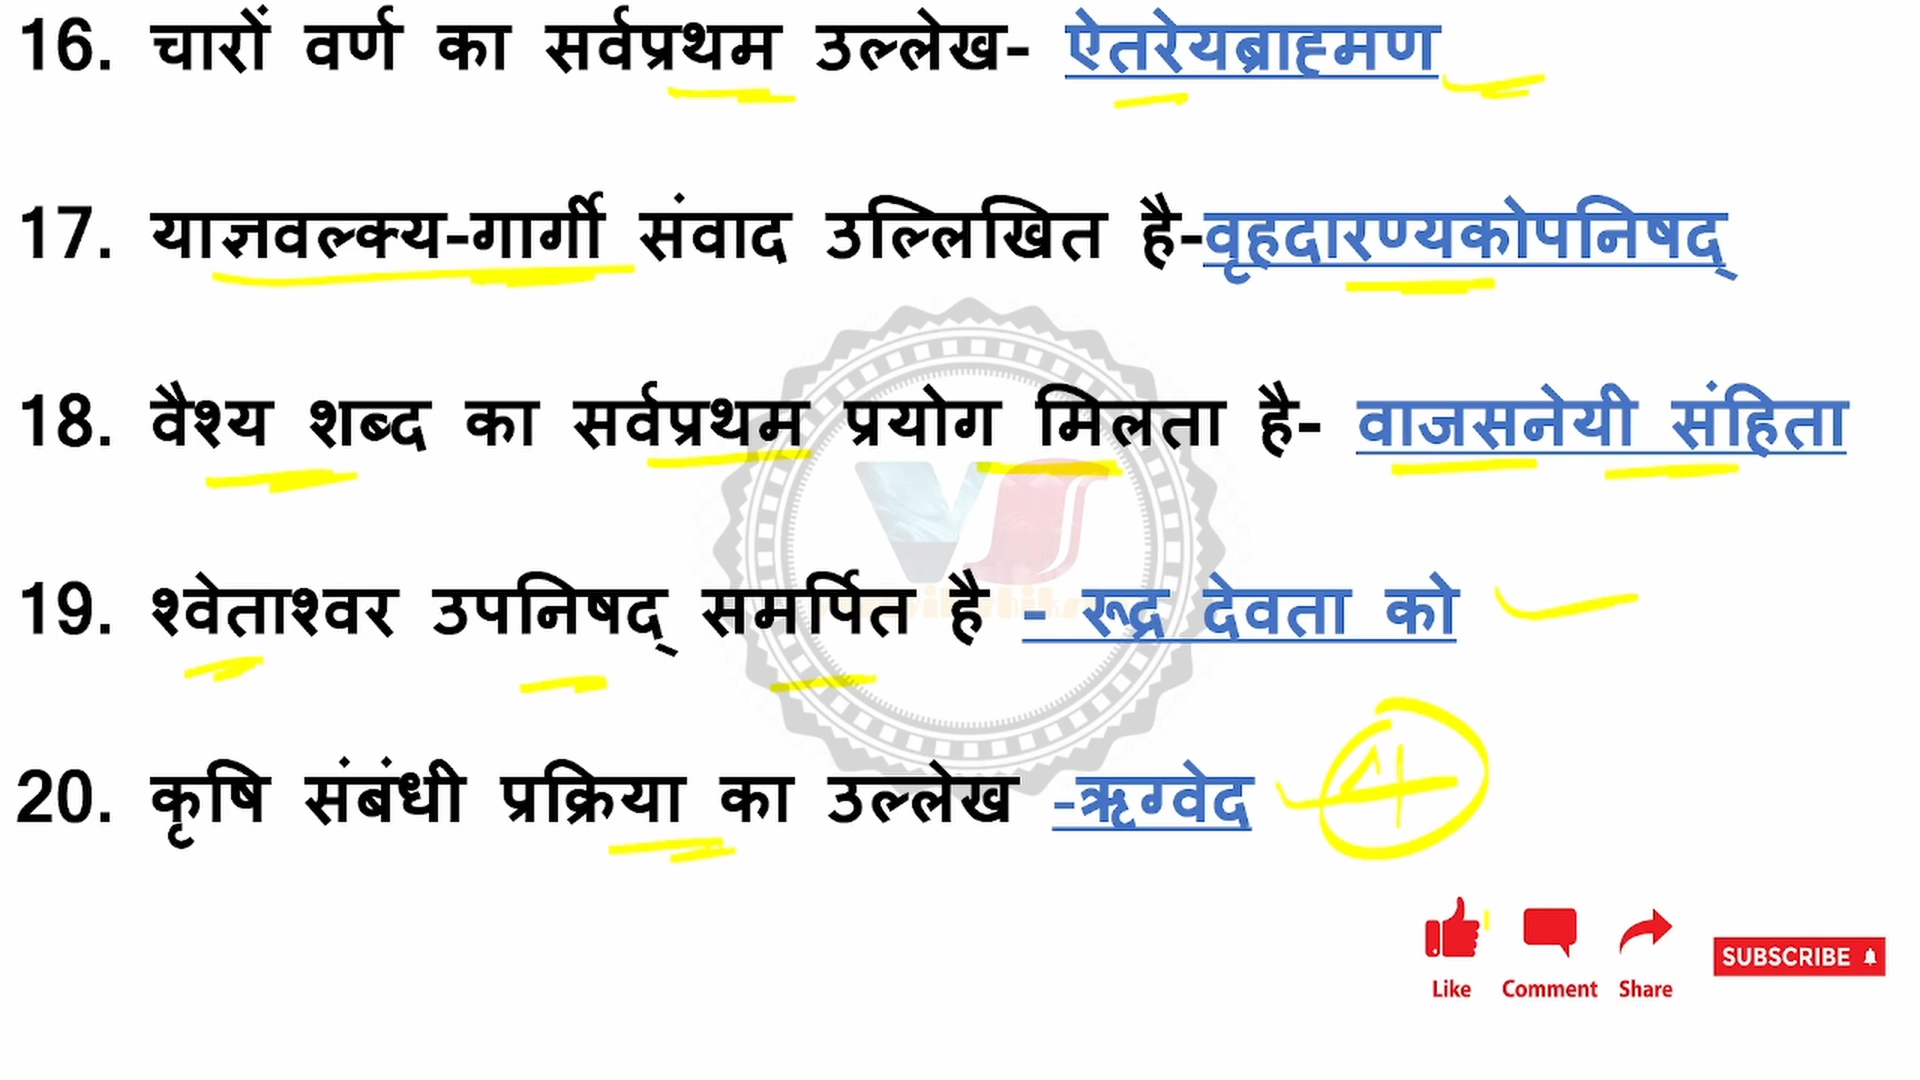 16. चारों वर्ण का सर्वप्रथम उल्लेख- ऐतरेयब्राह्मण
17. याज्ञवल्क्य-गार्गी संवाद उल्लिखित है-वृहदारण्यकोपनिषद्
18. वैश्य शब्द का सर्वप्रथम प्रयोग मिलता है- वाजसनेयी संहिता
19. श्वेताश्वर उपनिषद् समर्पित है - रूद्र देवता को
20. कृषि संबंधी प्रक्रिया का उल्लेख -ऋग्वेद
VS
Like Comment Share SUBSCRIBE